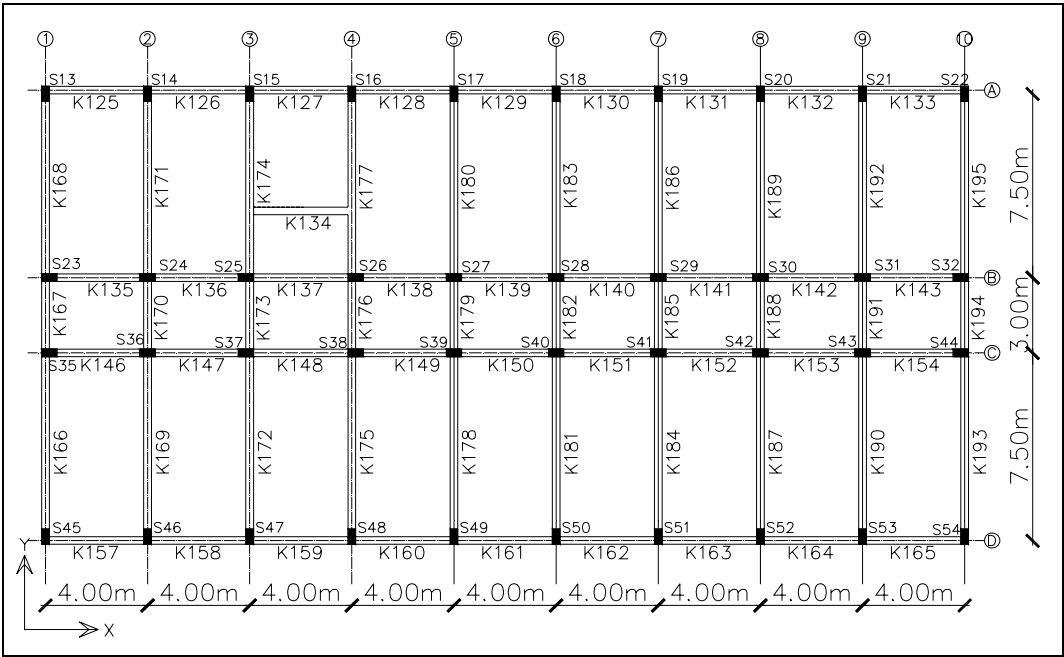 1 2 3 4 5 6 7 8 9 10
S13 S14 S15 S16 S17 S18 S19 S20 S21 S22
A
K125 K126 K127 K128 K129 K130 K131 K132 K133
K168 K171 K174 K177 K180 K183 K186 K189 K192 K195
7.50m
K134
S23 S24 S25 S26 S27 S28 S29 S30 S31 S32
B
K135 K136 K137 K138 K139 K140 K141 K142 K143
K167 K170 K173 K176 K179 K182 K185 K188 K191 K194
3.00m
S36 S37 S38 S39 S40 S41 S42 S43 S44
C
S35 K146 K147 K148 K149 K150 K151 K152 K153 K154
K166 K169 K172 K175 K178 K181 K184 K187 K190 K193
7.50m
S45 S46 S47 S48 S49 S50 S51 S52 S53 S54
Y
D
K157 K158 K159 K160 K161 K162 K163 K164 K165
4.00m 4.00m 4.00m 4.00m 4.00m 4.00m 4.00m 4.00m 4.00m
X